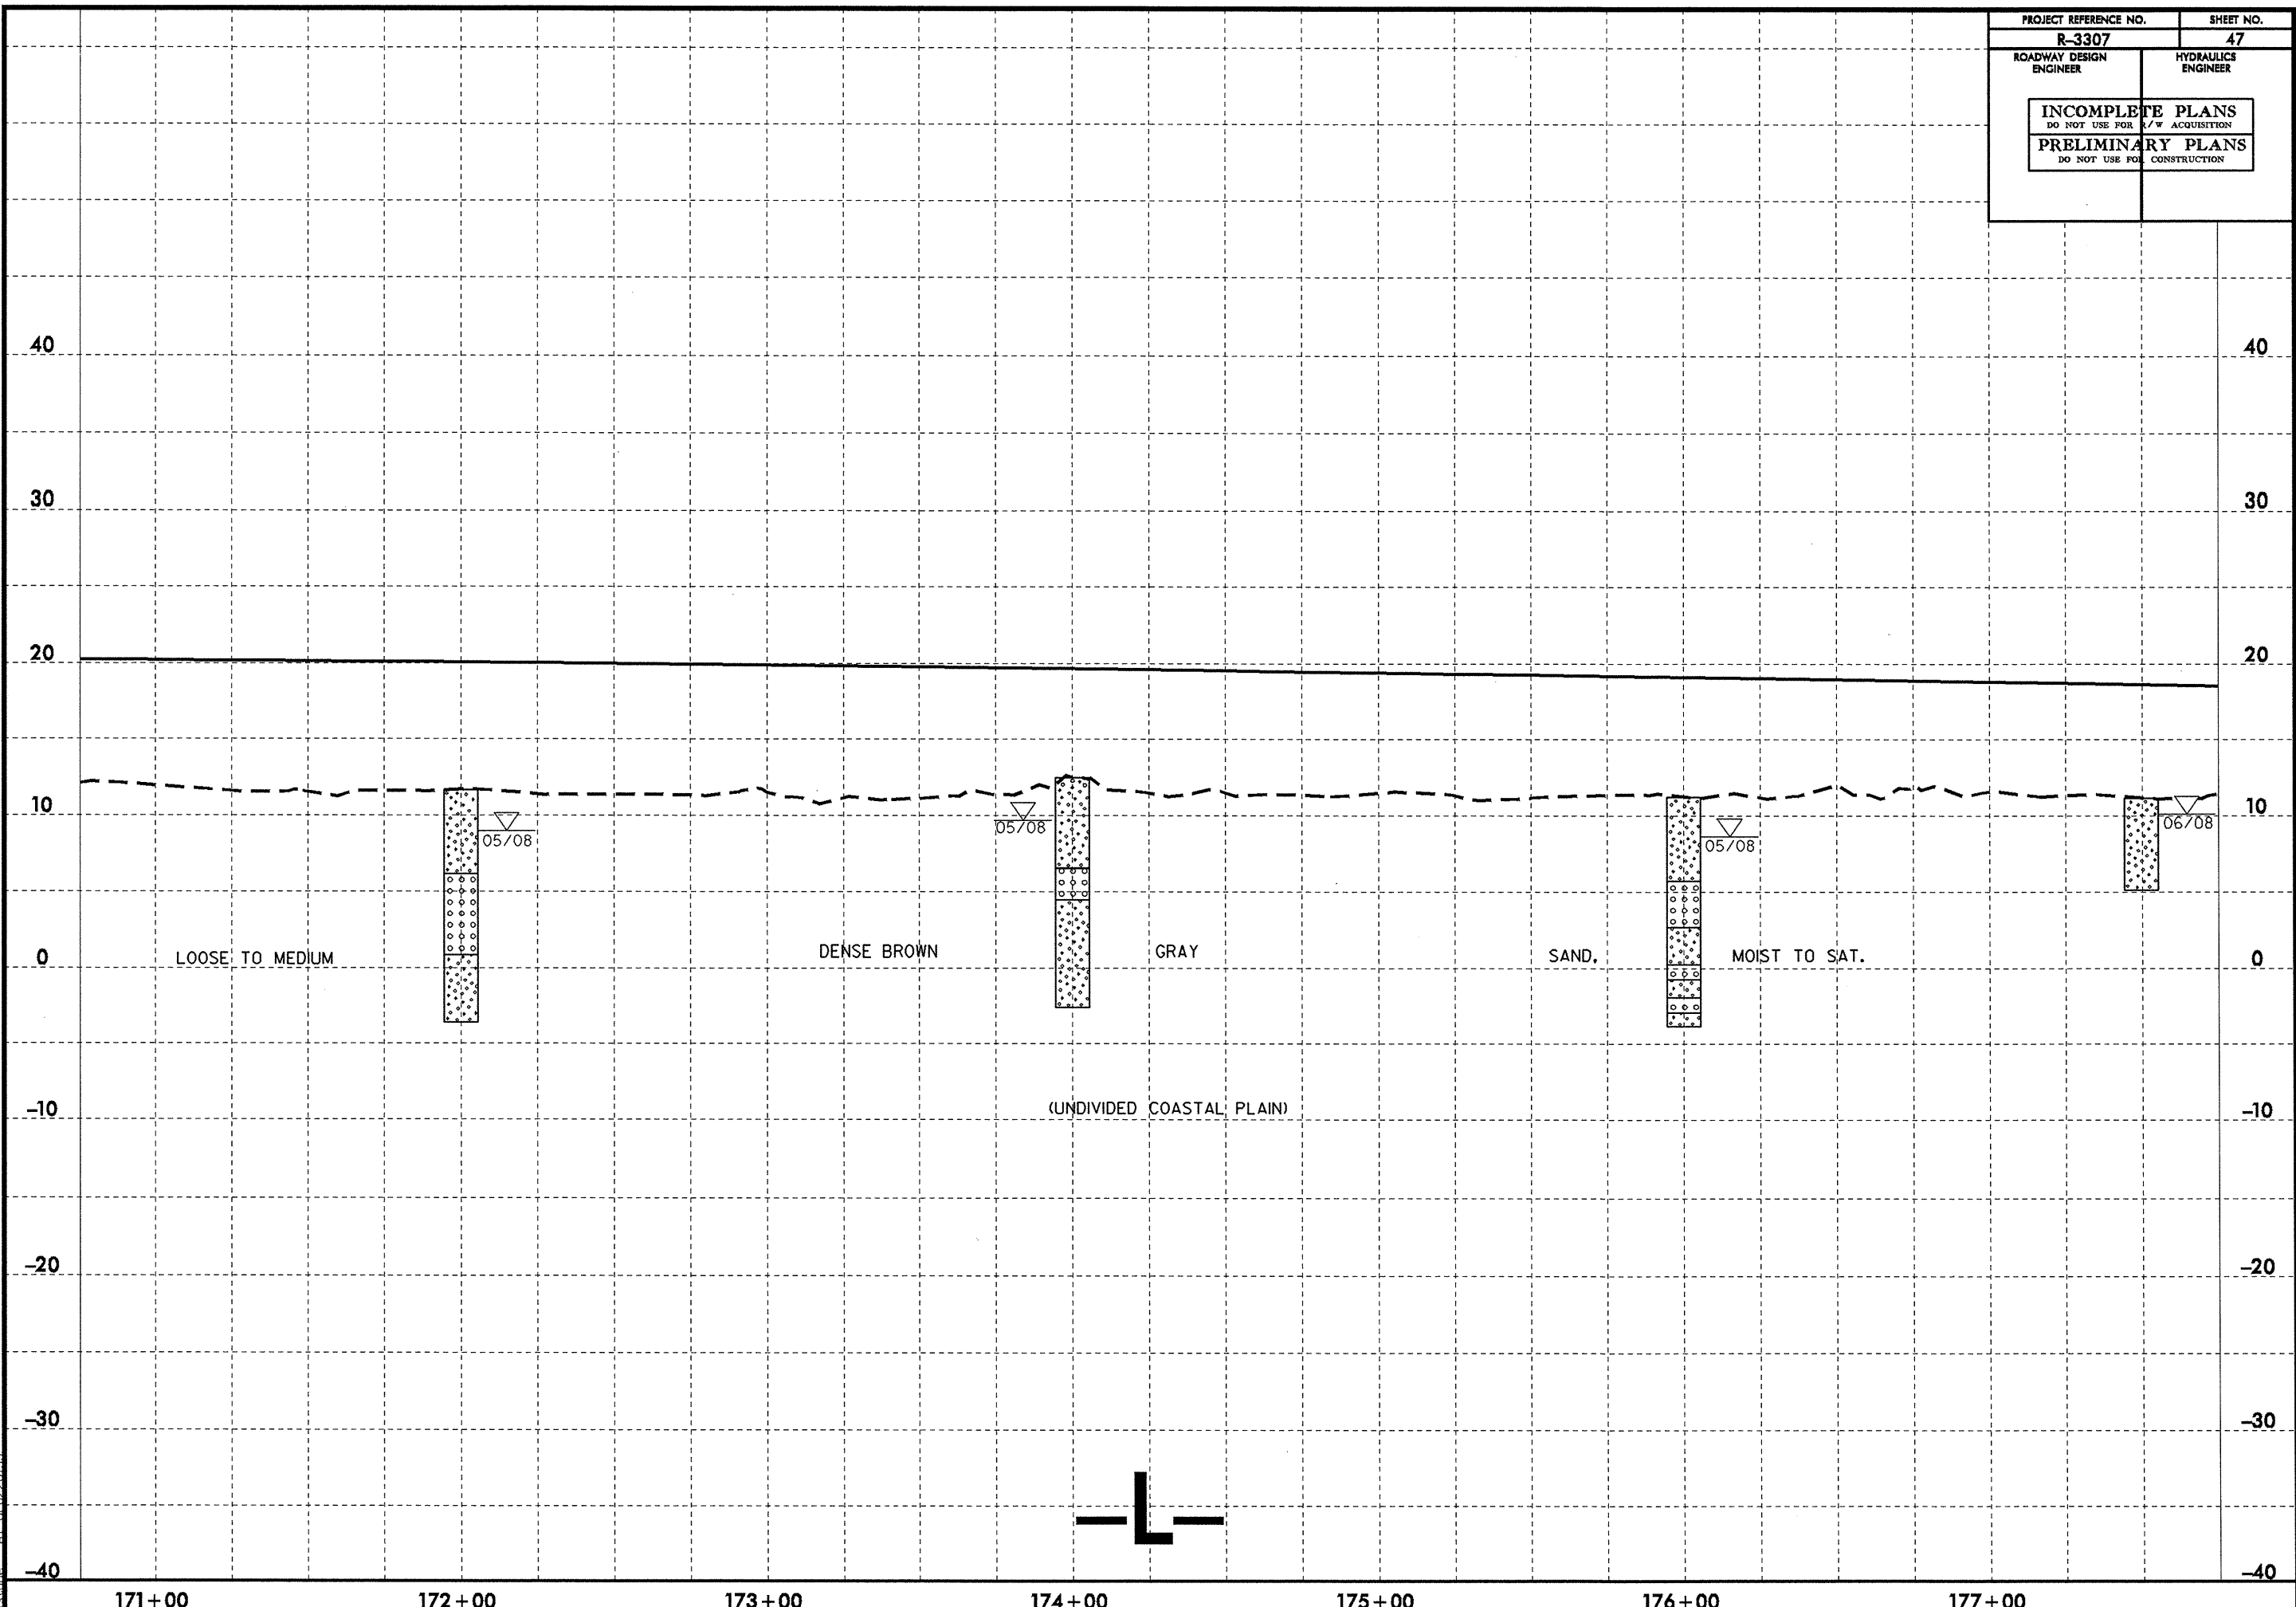 PROJECT REFERENCE NO. SHEET NO.
R-3307 47
ROADWAY DESIGN ENGINEER HYDRAULICS ENGINEER
INCOMPLETE PLANS
DO NOT USE FOR R/W ACQUISITION
PRELIMINARY PLANS
DO NOT USE FOR CONSTRUCTION
40 40
30 30
20 20
10 10
05/08 05/08 05/08 06/08
0 LOOSE TO MEDIUM DENSE BROWN GRAY SAND, MOIST TO SAT. 0
-10 (UNDIVIDED COASTAL PLAIN) -10
-20 -20
-30 -30
-L-
-40 -40
171+00 172+00 173+00 174+00 175+00 176+00 177+00